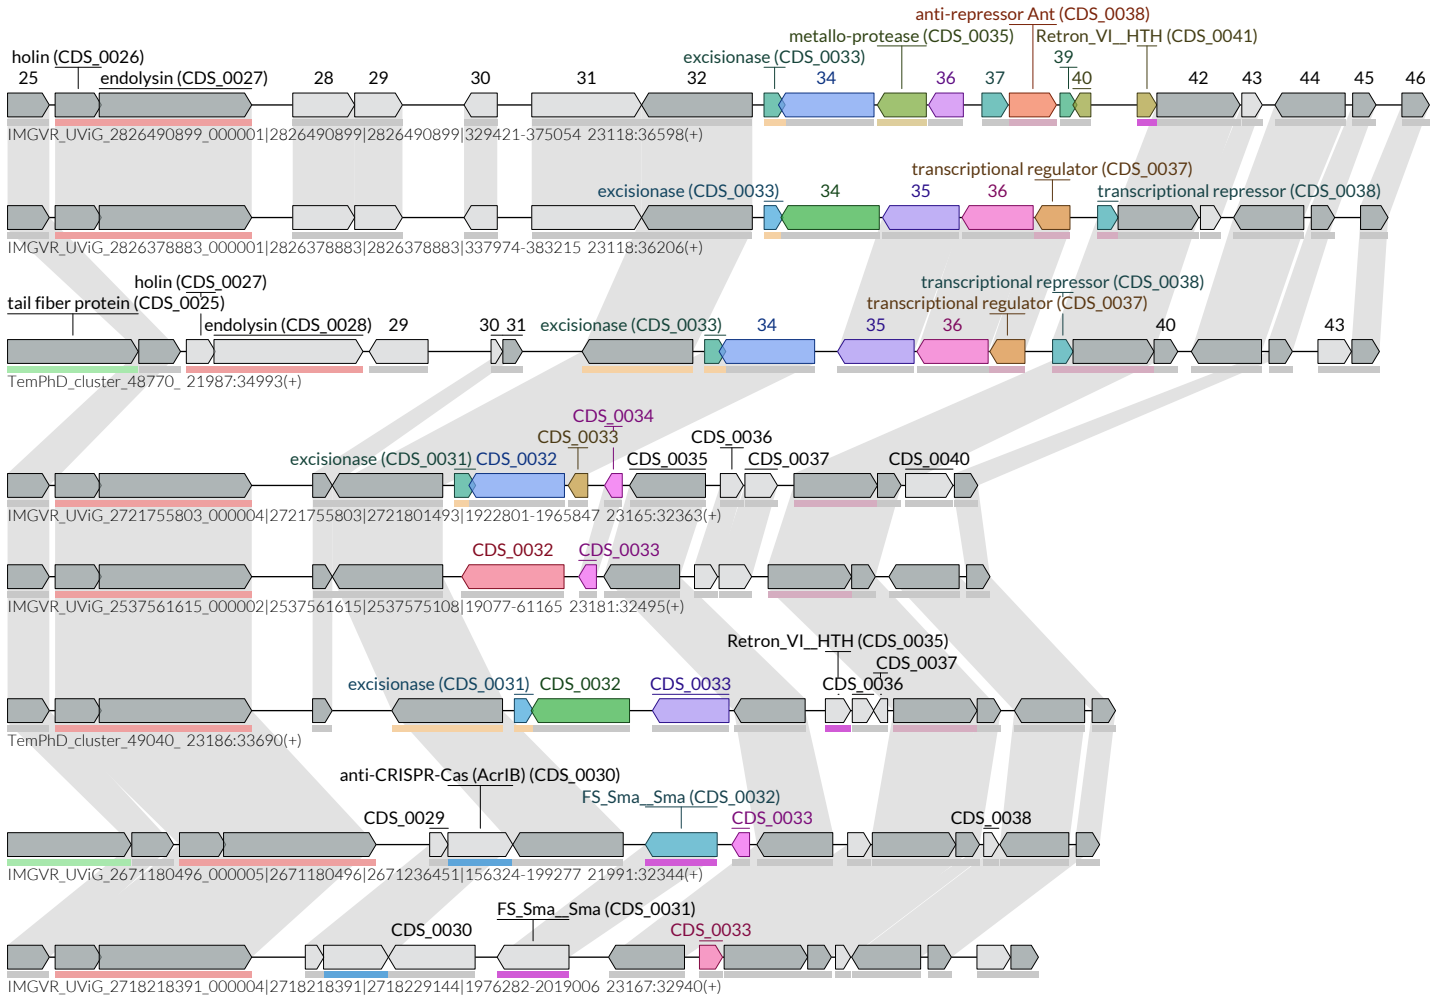 anti-repressor Ant (CDS_0038)
metallo-protease (CDS_0035) Retron_VI__HTH (CDS_0041)
holin (CDS_0026) excisionase (CDS_0033) 39
25 endolysin (CDS_0027) 28 29 30 31 32 34 36 37 40 42 43 44 45 46
IMGVR_UViG_2826490899_000001|2826490899|2826490899|329421-375054 23118:36598(+)
transcriptional regulator (CDS_0037)
excisionase (CDS_0033) 34 35 36 transcriptional repressor (CDS_0038)
IMGVR_UViG_2826378883_000001|2826378883|2826378883|337974-383215 23118:36206(+)
holin (CDS_0027) transcriptional repressor (CDS_0038)
tail fiber protein (CDS_0025) transcriptional regulator (CDS_0037)
endolysin (CDS_0028) 29 30 31 excisionase (CDS_0033) 34 35 36 40 43
TemPhD_cluster_48770_ 21987:34993(+)
CDS_0034
CDS_0033 CDS_0036
excisionase (CDS_0031) CDS_0032 CDS_0035 CDS_0037 CDS_0040
IMGVR_UViG_2721755803_000004|2721755803|2721801493|1922801-1965847 23165:32363(+)
CDS_0032 CDS_0033
IMGVR_UViG_2537561615_000002|2537561615|2537575108|19077-61165 23181:32495(+)
Retron_VI__HTH (CDS_0035)
CDS_0037
excisionase (CDS_0031) CDS_0032 CDS_0033 CDS_0036
TemPhD_cluster_49040_ 23186:33690(+)
anti-CRISPR-Cas (AcrIB) (CDS_0030)
FS_Sma__Sma (CDS_0032)
CDS_0029 CDS_0033 CDS_0038
IMGVR_UViG_2671180496_000005|2671180496|2671236451|156324-199277 21991:32344(+)
FS_Sma__Sma (CDS_0031)
CDS_0030 CDS_0033
IMGVR_UViG_2718218391_000004|2718218391|2718229144|1976282-2019006 23167:32940(+)